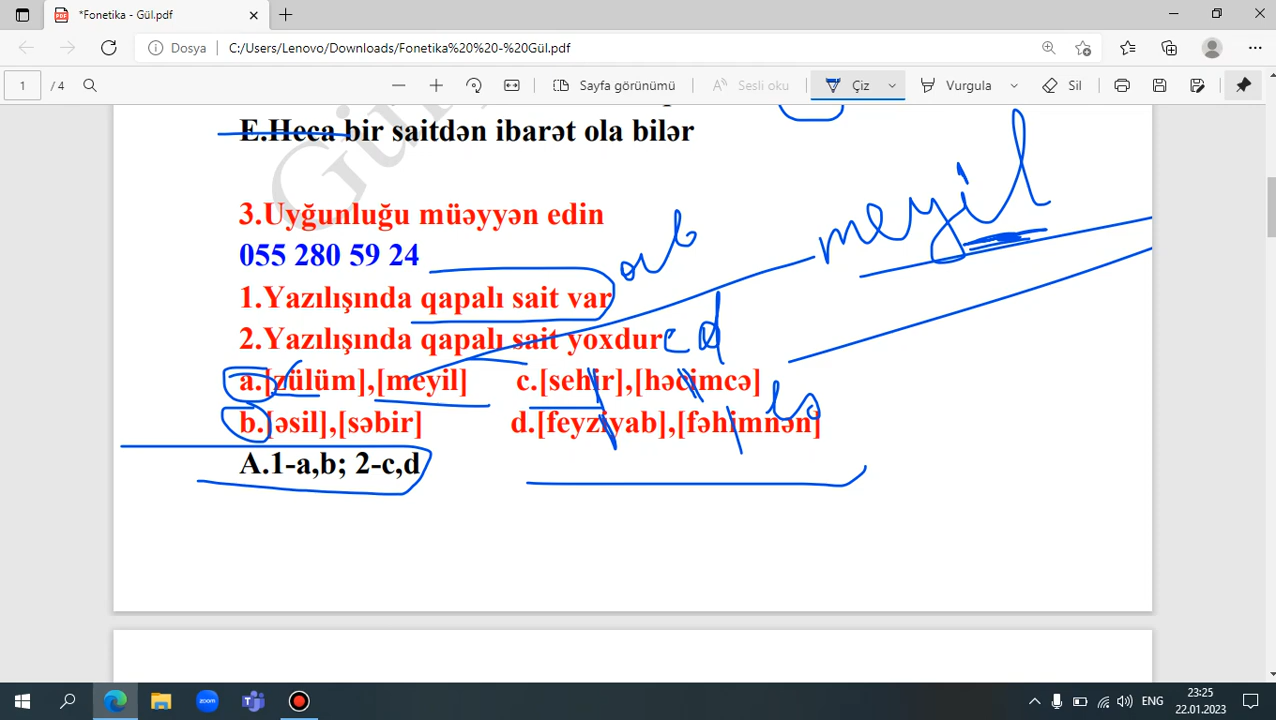 *Fonetika - Gül.pdf
Dosya C:/Users/Lenovo/Downloads/Fonetika%20%20-%20Gül.pdf
1 / 4 Sayfa görünümü Sesli oku Çiz Vurgula Sil
E.Heca bir saitdən ibarət ola bilər
meyil
3.Uyğunluğu müəyyən edin
055 280 59 24
1.Yazılışında qapalı sait var
2.Yazılışında qapalı sait yoxdur cd
a.[zülüm],[meyil] c.[sehir],[həcimcə]
b.[əsil],[səbir] d.[feyziyab],[fəhimnən]
A.1-a,b; 2-c,d
zoom
ENG
23:25
22.01.2023